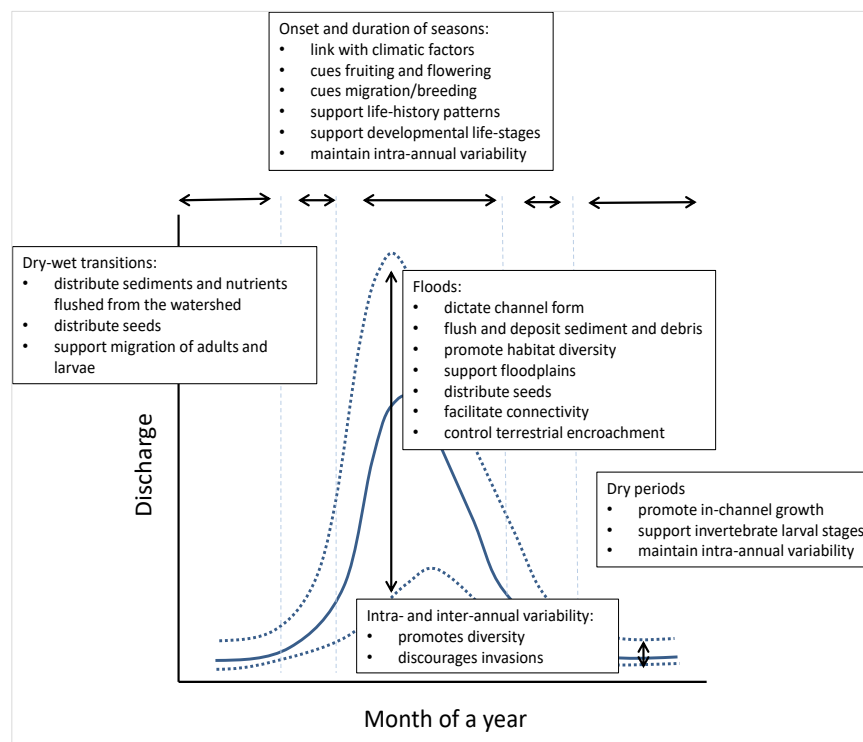 Onset and duration of seasons:
• link with climatic factors
• cues fruiting and flowering
• cues migration/breeding
• support life-history patterns
• support developmental life-stages
• maintain intra-annual variability
Dry-wet transitions:
• distribute sediments and nutrients
flushed from the watershed
• distribute seeds
• support migration of adults and
larvae
Floods:
• dictate channel form
• flush and deposit sediment and debris
• promote habitat diversity
• support floodplains
• distribute seeds
• facilitate connectivity
• control terrestrial encroachment
Discharge
Dry periods
• promote in-channel growth
• support invertebrate larval stages
• maintain intra-annual variability
Intra- and inter-annual variability:
• promotes diversity
• discourages invasions
Month of a year